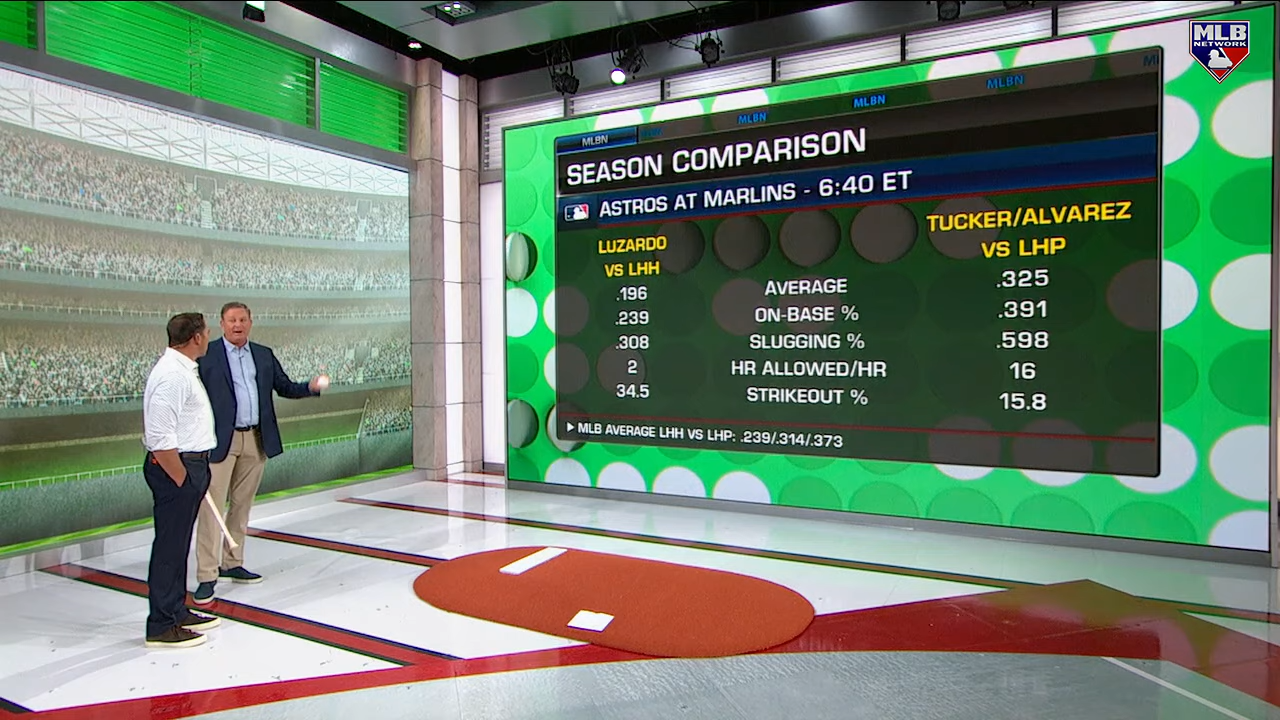 MLB
NETWORK
MLBN
MLBN
MLBN
MLBN
SEASON COMPARISON
ASTROS AT MARLINS - 6:40 ET
LUZARDO
VS LHH
TUCKER/ALVAREZ
VS LHP
.196 AVERAGE .325
.239 ON-BASE % .391
.308 SLUGGING % .598
2 HR ALLOWED/HR 16
34.5 STRIKEOUT % 15.8
MLB AVERAGE LHH VS LHP: .239/.314/.373